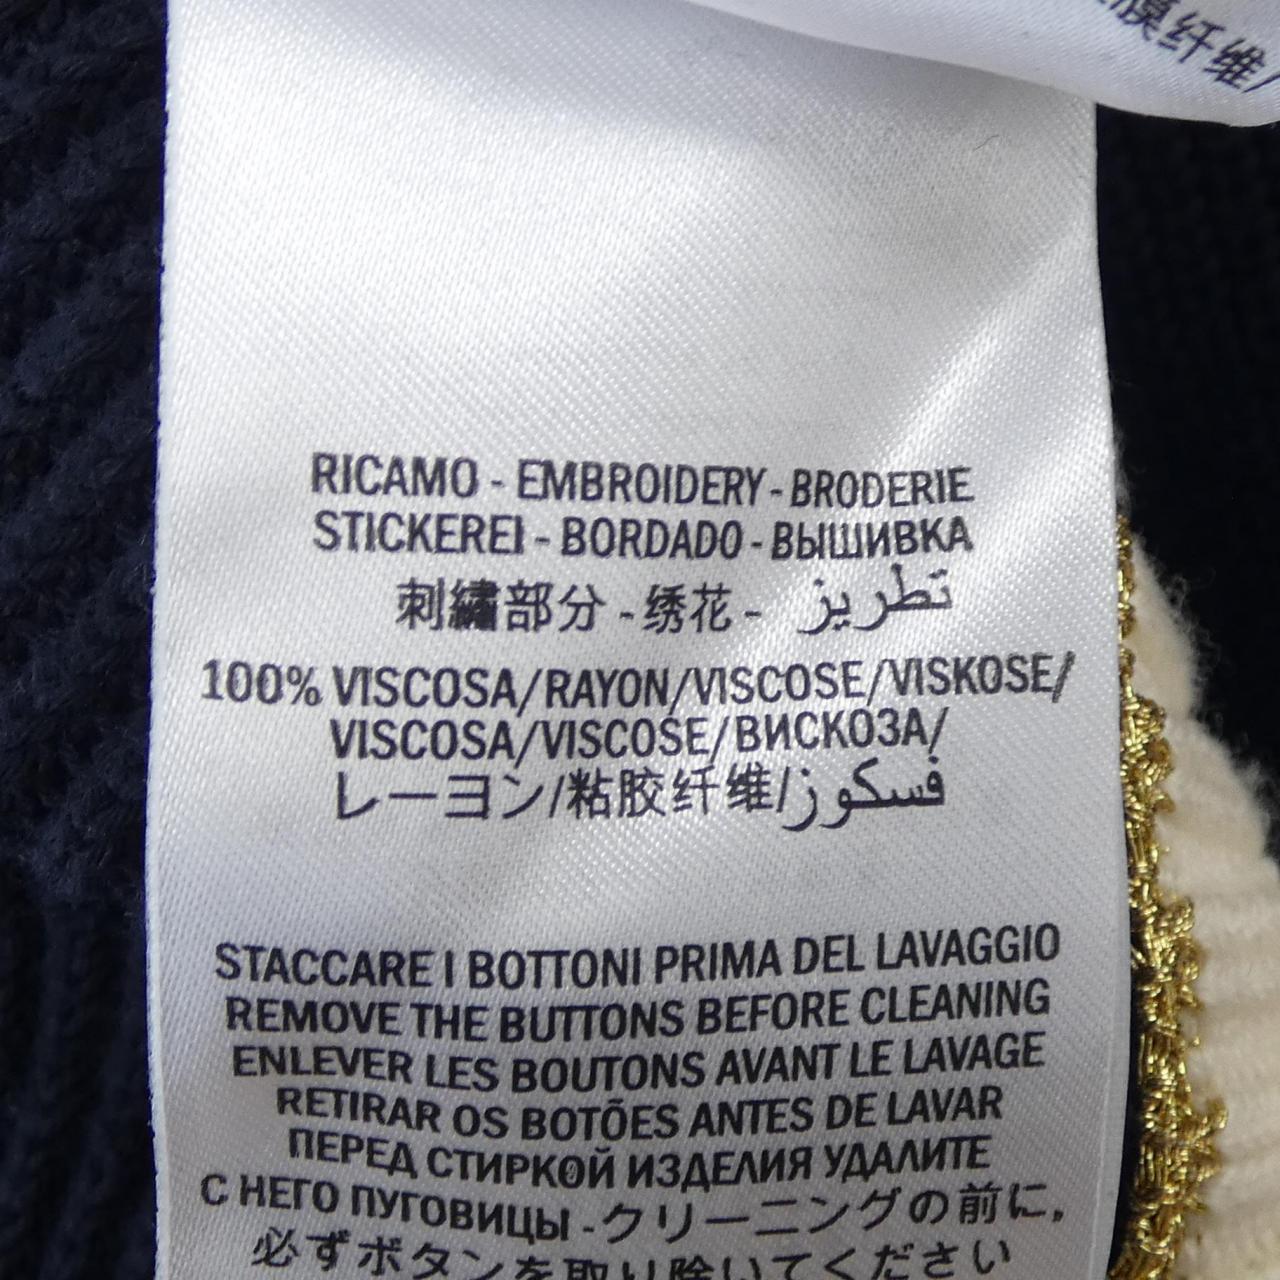 膜纤维/
RICAMO - EMBROIDERY - BRODERIE
STICKEREI - BORDADO - ВЫШИВКА
刺繍部分 - 绣花 - تطريز
100% VISCOSA/RAYON/VISCOSE/VISKOSE/
VISCOSA/VISCOSE/ВИСКОЗА/
レーヨン/粘胶纤维/فسكوز
STACCARE I BOTTONI PRIMA DEL LAVAGGIO
REMOVE THE BUTTONS BEFORE CLEANING
ENLEVER LES BOUTONS AVANT LE LAVAGE
RETIRAR OS BOTÕES ANTES DE LAVAR
ПЕРЕД СТИРКОЙ ИЗДЕЛИЯ УДАЛИТЕ
С НЕГО ПУГОВИЦЫ - クリーニングの前に,
必ずボタンを取り除いてください